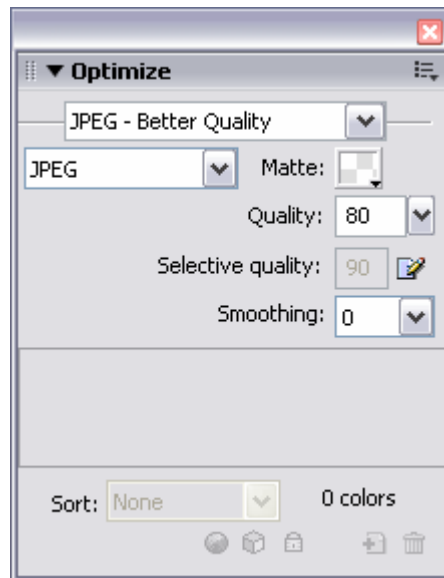 Optimize
JPEG - Better Quality
JPEG Matte:
Quality: 80
Selective quality: 90
Smoothing: 0
Sort: None 0 colors